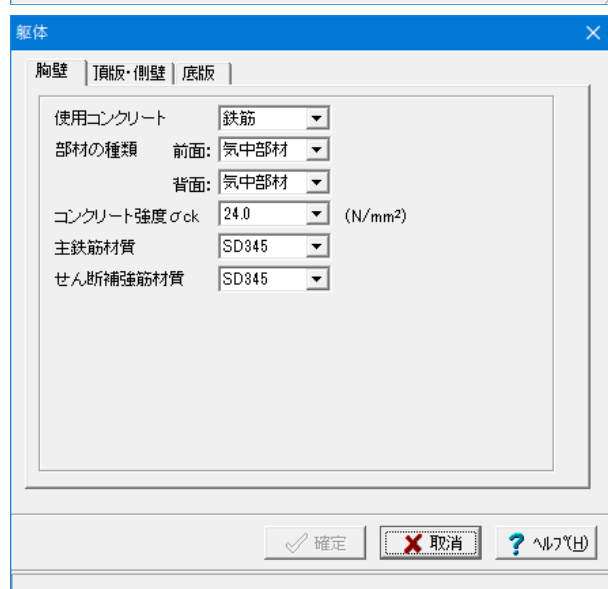 躯体
胸壁 頂版・側壁 底版
使用コンクリート 鉄筋
部材の種類 前面: 気中部材
背面: 気中部材
コンクリート強度σck 24.0 (N/mm²)
主鉄筋材質 SD345
せん断補強筋材質 SD345
確定 取消 ? ヘルプ(H)